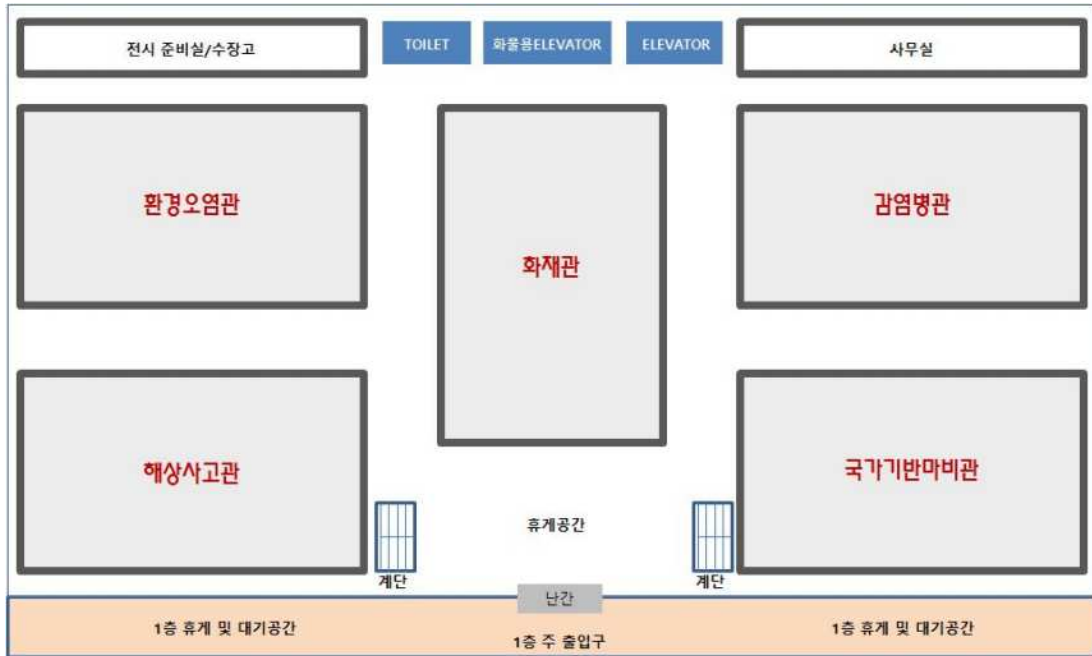 전시 준비실/수장고
TOILET
화물용ELEVATOR
ELEVATOR
사무실
환경오염관
화재관
감염병관
해상사고관
국가기반마비관
휴게공간
계단
계단
난간
1층 휴게 및 대기공간
1층 주 출입구
1층 휴게 및 대기공간